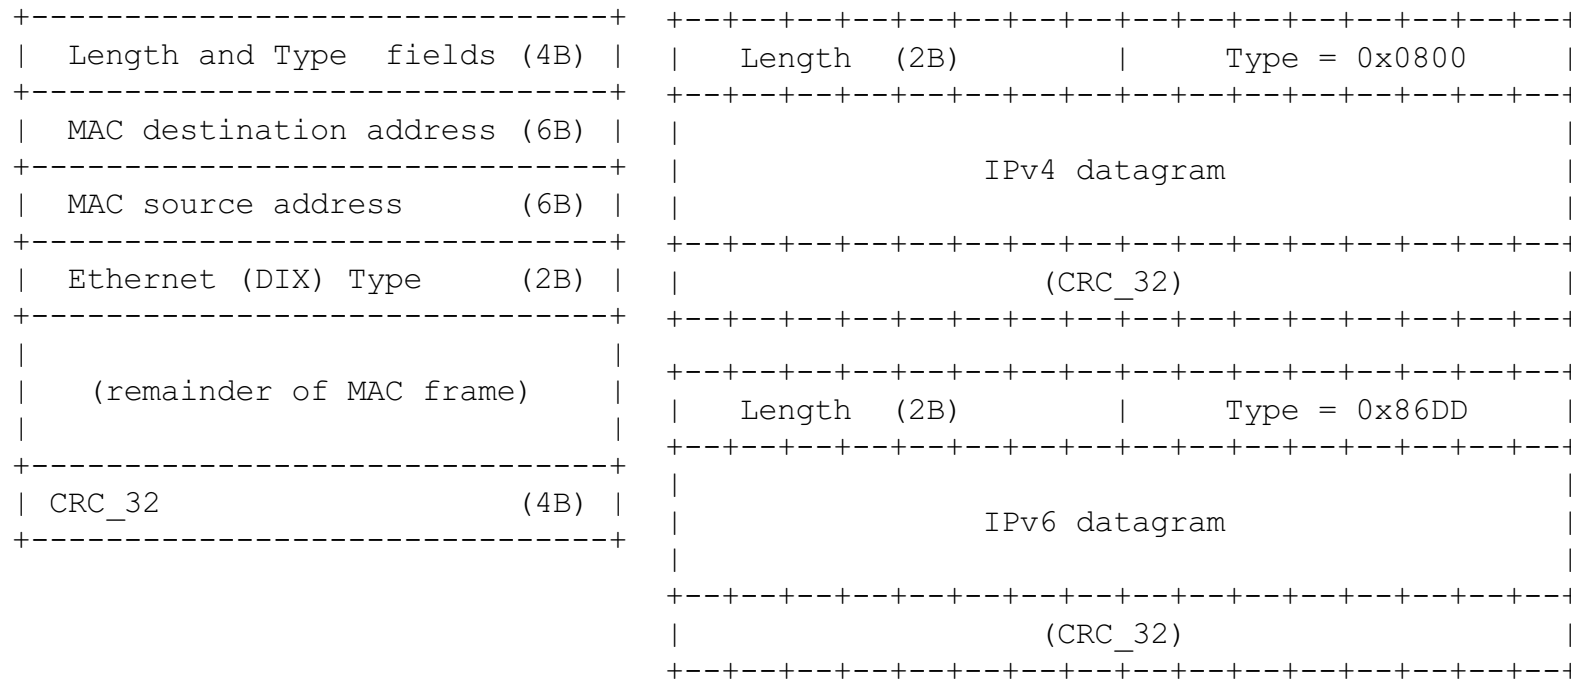 Length and Type fields (4B)
MAC destination address (6B)
MAC source address (6B)
Ethernet (DIX) Type (2B)
(remainder of MAC frame)
CRC_32 (4B)
Length (2B) | Type = 0x0800
IPv4 datagram
(CRC_32)
Length (2B) | Type = 0x86DD
IPv6 datagram
(CRC_32)